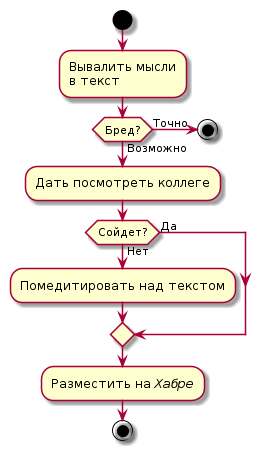 Вывалить мысли
в текст
Бред?
Точно
Возможно
Дать посмотреть коллеге
Сойдет?
Да
Нет
Помедитировать над текстом
Разместить на Хабре